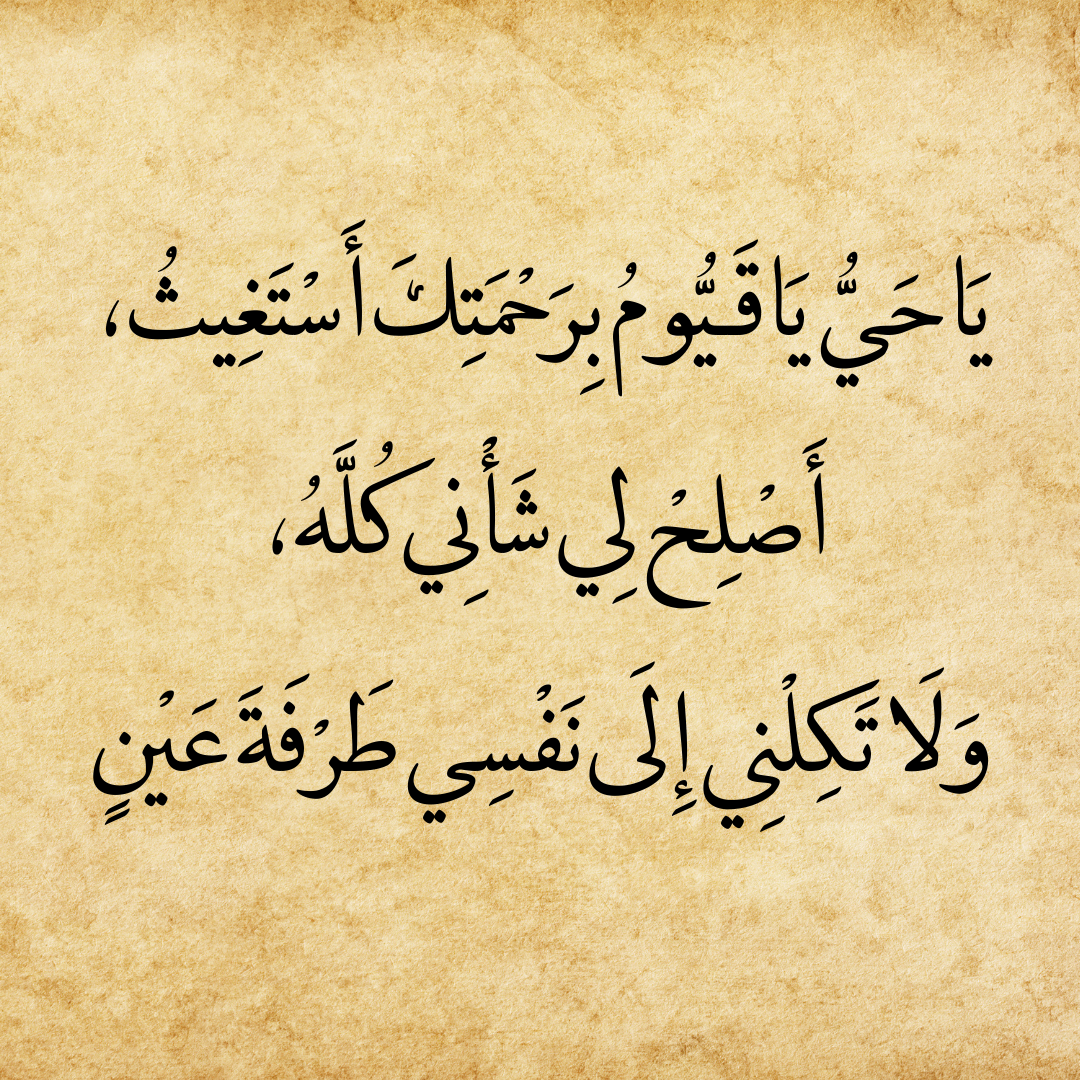 يَا حَيُّ يَا قَيُّومُ بِرَحْمَتِكَ أَسْتَغِيثُ،
أَصْلِحْ لِي شَأْنِي كُلَّهُ،
وَلَا تَكِلْنِي إِلَى نَفْسِي طَرْفَةَ عَيْنٍ